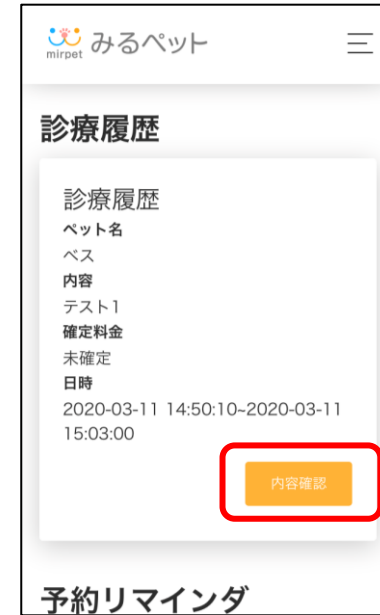 mirpet みるペット
診療履歴
診療履歴
ペット名
ベス
内容
テスト1
確定料金
未確定
日時
2020-03-11 14:50:10~2020-03-11
15:03:00
内容確認
予約リマインダ